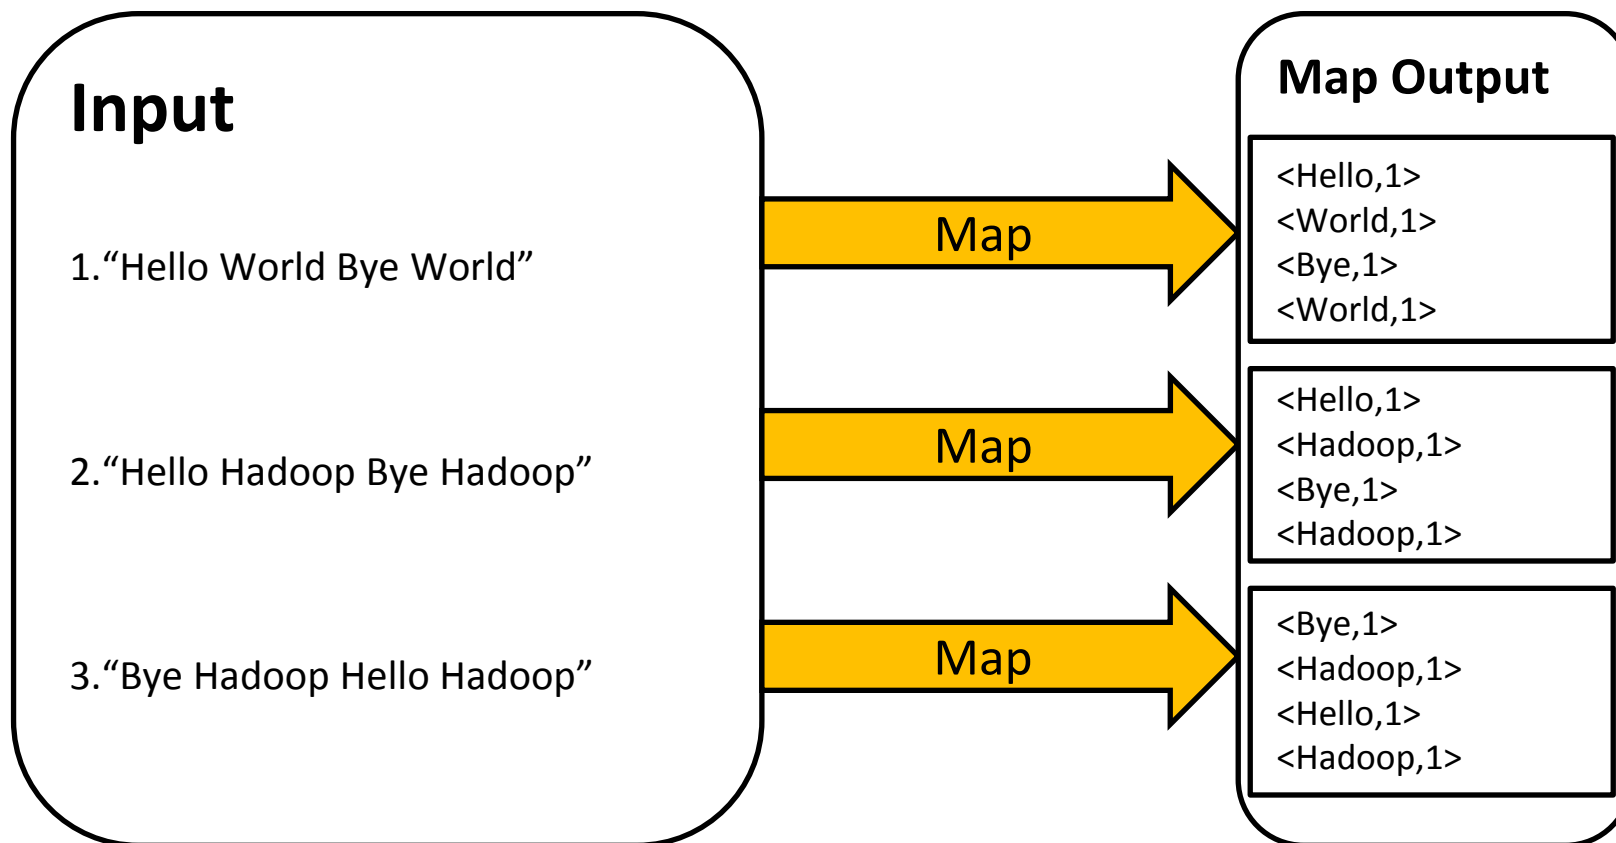 Input
1.“Hello World Bye World”
2.“Hello Hadoop Bye Hadoop”
3.“Bye Hadoop Hello Hadoop”
Map
Map
Map
Map Output
<Hello,1>
<World,1>
<Bye,1>
<World,1>
<Hello,1>
<Hadoop,1>
<Bye,1>
<Hadoop,1>
<Bye,1>
<Hadoop,1>
<Hello,1>
<Hadoop,1>